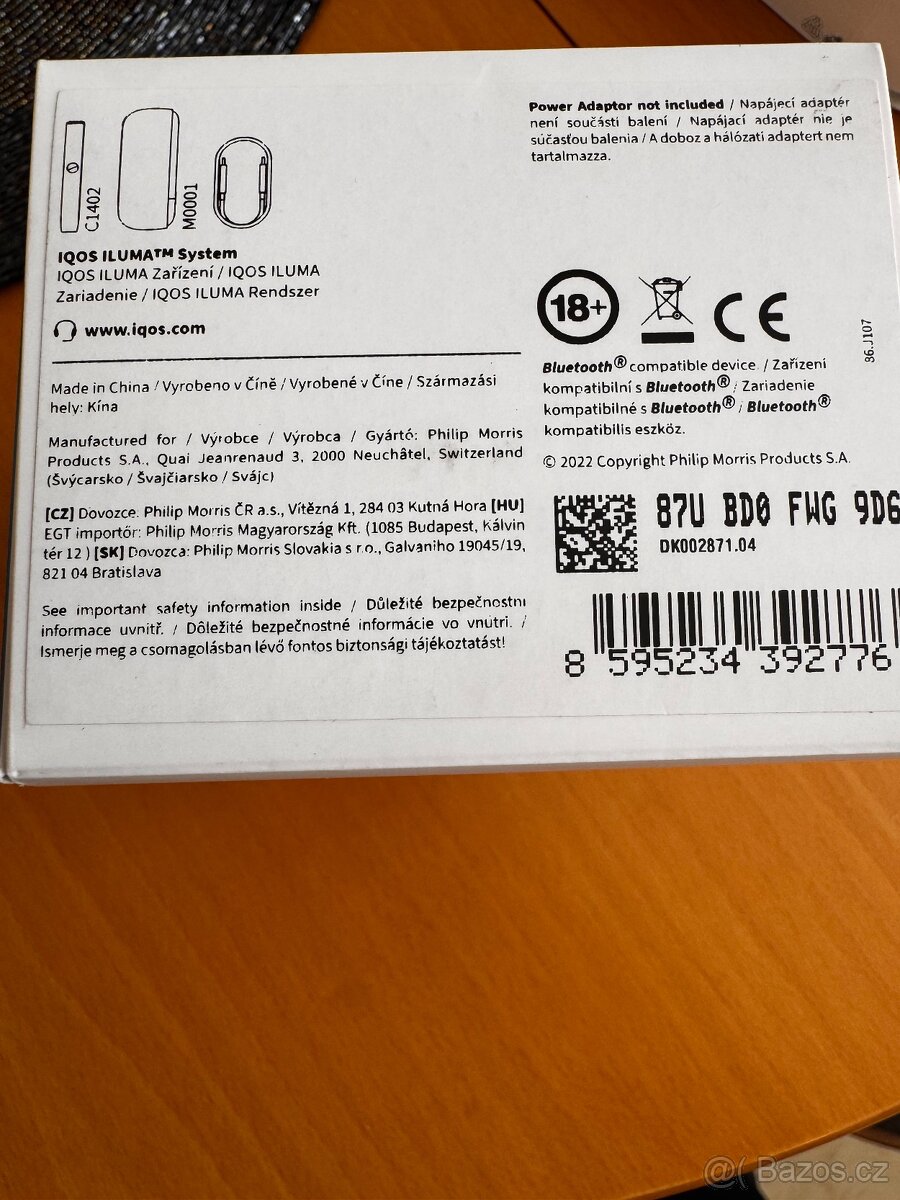 C1402
M0001
IQOS ILUMA™ System
IQOS ILUMA Zařízení / IQOS ILUMA
Zariadenie / IQOS ILUMA Rendszer
www.iqos.com
Made in China / Vyrobeno v Číně / Vyrobené v Číne / Származási
hely: Kína
Manufactured for / Výrobce / Výrobca / Gyártó: Philip Morris
Products S.A., Quai Jeanrenaud 3, 2000 Neuchâtel, Switzerland
(Švýcarsko / Švajčiarsko / Svájc)
[CZ] Dovozce: Philip Morris ČR a.s., Vítězná 1, 284 03 Kutná Hora [HU]
EGT importőr: Philip Morris Magyarország Kft. (1085 Budapest, Kálvin
tér 12 ) [SK] Dovozca: Philip Morris Slovakia s r.o., Galvaniho 19045/19,
821 04 Bratislava
See important safety information inside / Důležité bezpečnostní
informace uvnitř. / Dôležité bezpečnostné informácie vo vnutri. /
Ismerje meg a csomagolásban lévő fontos biztonsági tájékoztatást!
Power Adaptor not included / Napájecí adaptér
není součástí balení / Napájací adaptér nie je
súčasťou balenia / A doboz a hálózati adaptert nem
tartalmazza.
18+
CE
36.J107
Bluetooth® compatible device. / Zařízení
kompatibilní s Bluetooth® / Zariadenie
kompatibilné s Bluetooth® / Bluetooth®
kompatibilis eszköz.
© 2022 Copyright Philip Morris Products S.A.
87U BD0 FWG 9D6
DK002871.04
8 595234 392776
@( Bazos.cz